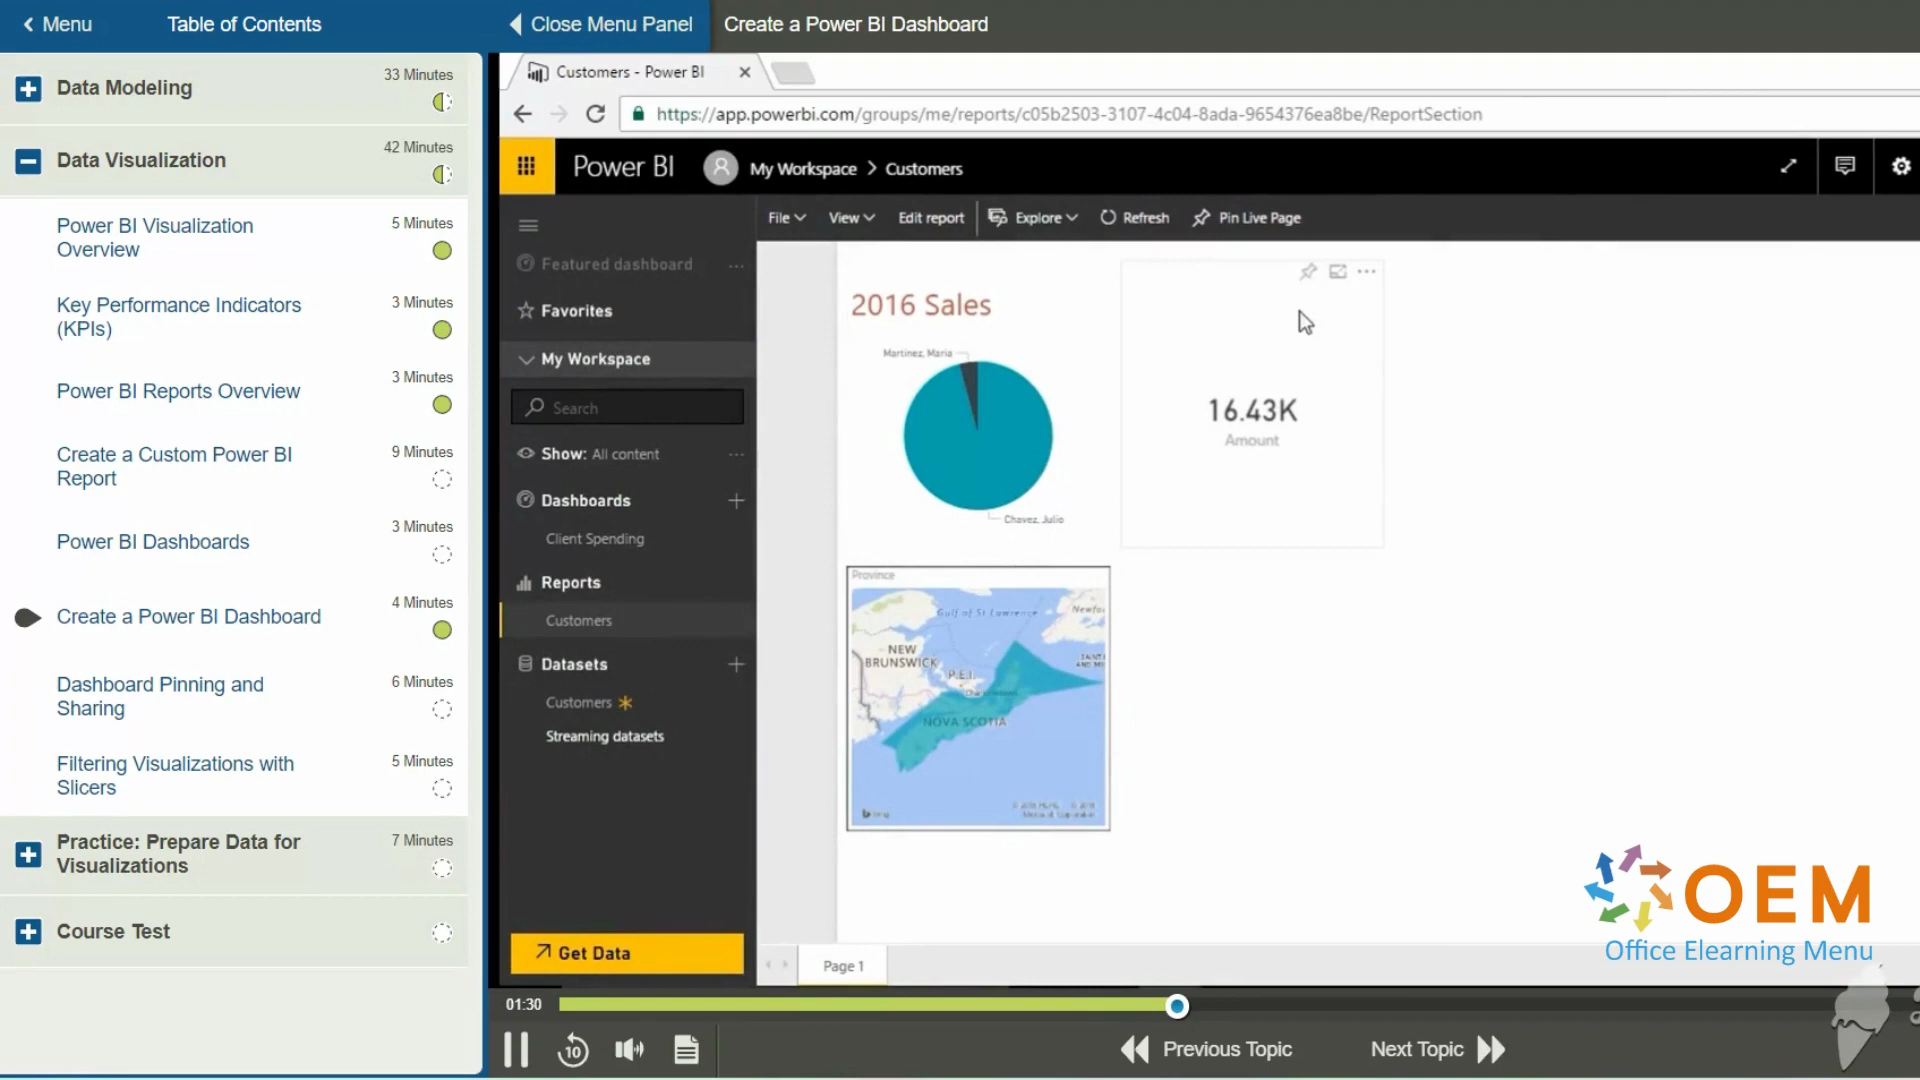 Menu
Table of Contents
Close Menu Panel
Create a Power BI Dashboard
Data Modeling
33 Minutes
Data Visualization
42 Minutes
Power BI Visualization
Overview
5 Minutes
Key Performance Indicators
(KPIs)
3 Minutes
Power BI Reports Overview
3 Minutes
Create a Custom Power BI
Report
9 Minutes
Power BI Dashboards
3 Minutes
Create a Power BI Dashboard
4 Minutes
Dashboard Pinning and
Sharing
6 Minutes
Filtering Visualizations with
Slicers
5 Minutes
Practice: Prepare Data for
Visualizations
7 Minutes
Course Test
Customers - Power BI
https://app.powerbi.com/groups/me/reports/c05b2503-3107-4c04-8ada-9654376ea8be/ReportSection
Power BI
My Workspace > Customers
File
View
Edit report
Explore
Refresh
Pin Live Page
Featured dashboard
Favorites
My Workspace
Search
Show: All content
Dashboards
Client Spending
Reports
Customers
Datasets
Customers
Streaming datasets
Get Data
2016 Sales
Martinez, Maria
Chavez, Julio
16.43K
Amount
Province
Gulf of St Lawrence
NEW
BRUNSWICK
P.E.I.
NOVA SCOTIA
bing
Page 1
OEM
Office Elearning Menu
01:30
10
Previous Topic
Next Topic